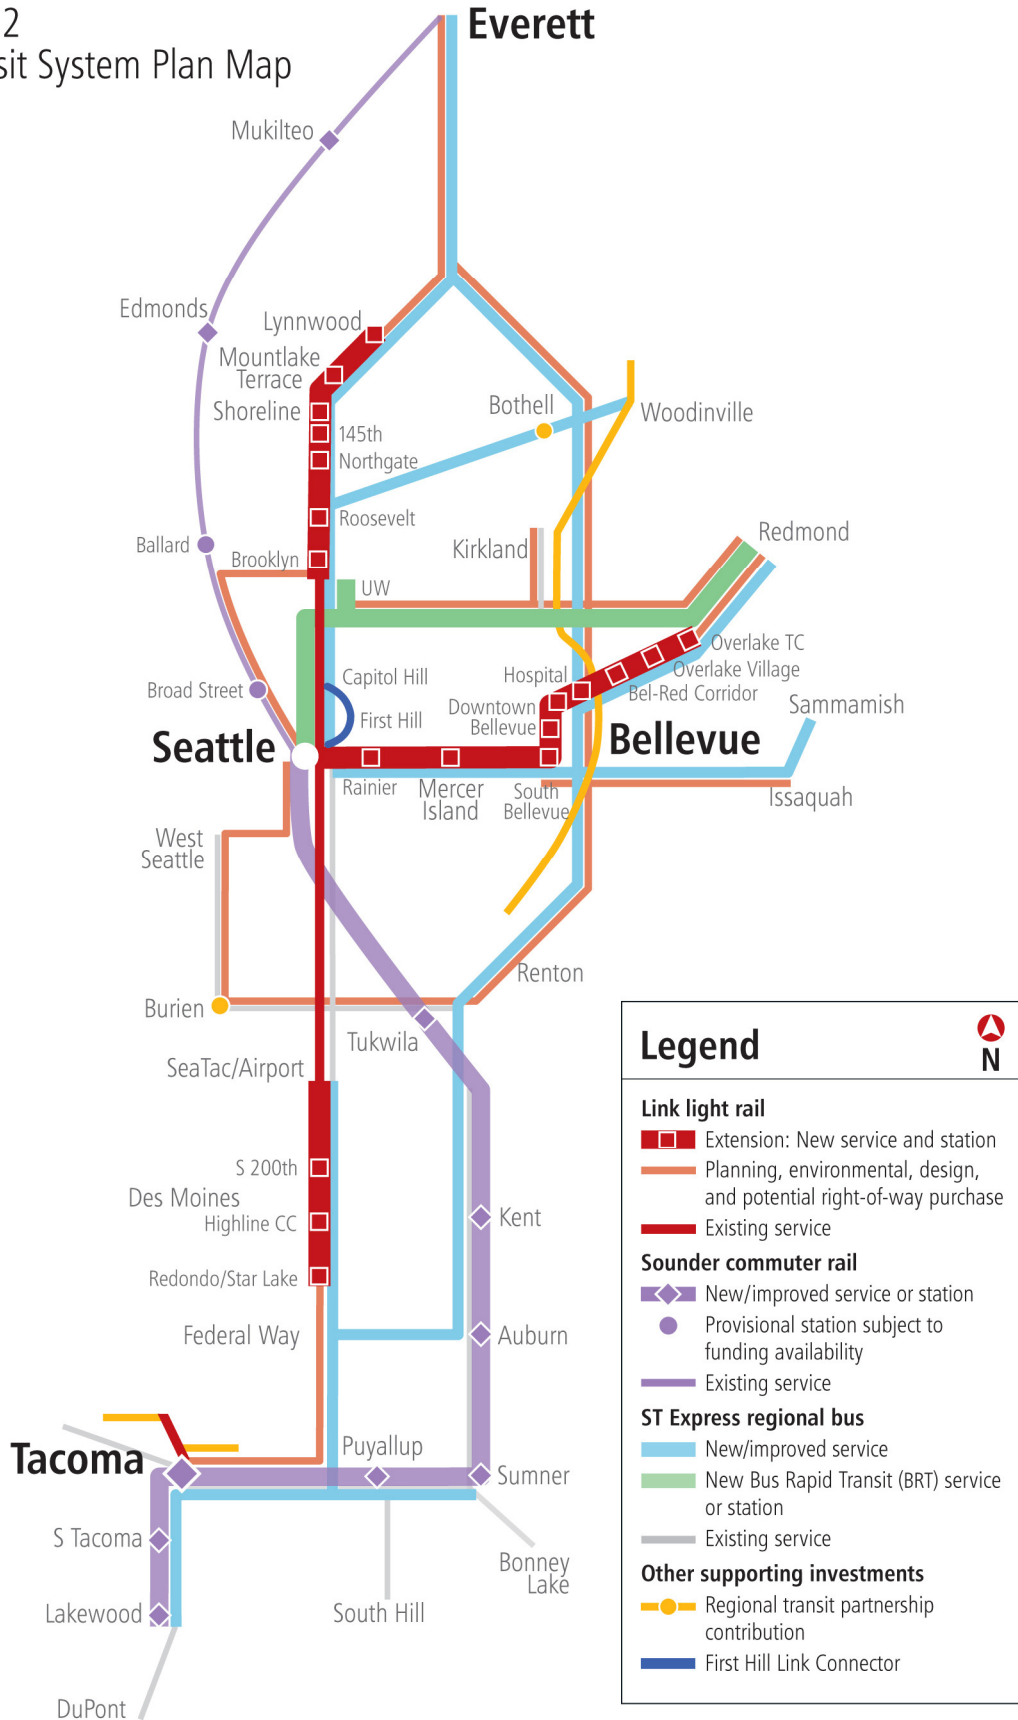 2
sit System Plan Map
Everett
Mukilteo
Edmonds
Lynnwood
Mountlake
Terrace
Shoreline
145th
Northgate
Bothell
Woodinville
Roosevelt
Ballard
Brooklyn
Kirkland
Redmond
UW
Overlake TC
Overlake Village
Bel-Red Corridor
Hospital
Capitol Hill
Broad Street
First Hill
Downtown
Bellevue
Sammamish
Seattle
Bellevue
Rainier
Mercer
Island
South
Bellevue
Issaquah
West
Seattle
Renton
Burien
Tukwila
SeaTac/Airport
S 200th
Des Moines
Highline CC
Kent
Redondo/Star Lake
Federal Way
Auburn
Puyallup
Tacoma
Sumner
S Tacoma
Bonney
Lake
Lakewood
South Hill
DuPont
Legend
N
Link light rail
Extension: New service and station
Planning, environmental, design,
and potential right-of-way purchase
Existing service
Sounder commuter rail
New/improved service or station
Provisional station subject to
funding availability
Existing service
ST Express regional bus
New/improved service
New Bus Rapid Transit (BRT) service
or station
Existing service
Other supporting investments
Regional transit partnership
contribution
First Hill Link Connector